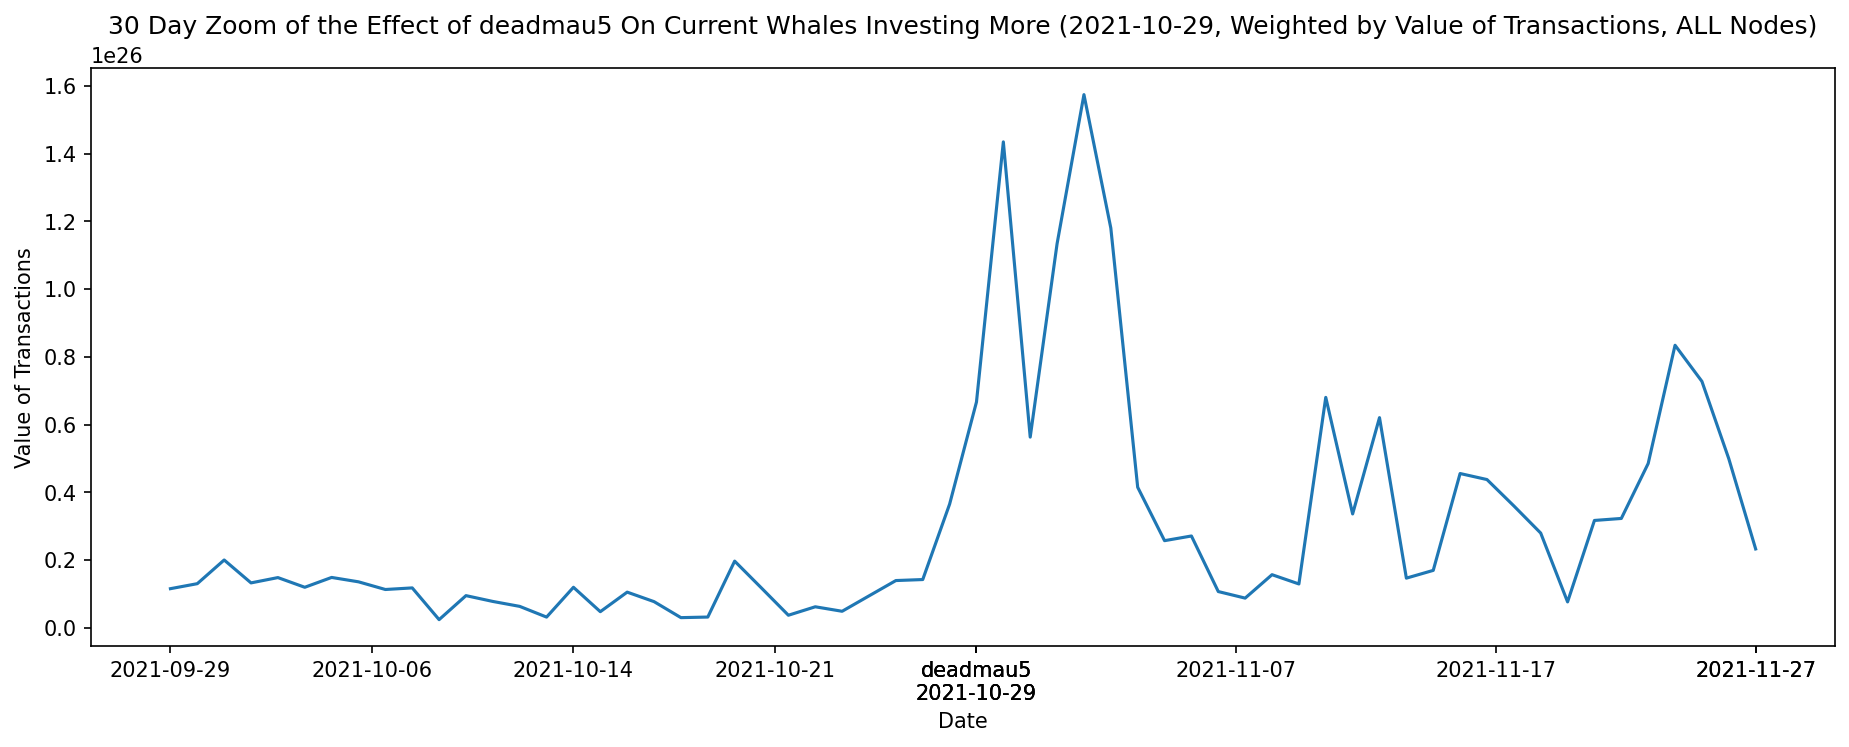 30 Day Zoom of the Effect of deadmau5 On Current Whales Investing More (2021-10-29, Weighted by Value of Transactions, ALL Nodes)
1e26
1.6
1.4
1.2
1.0
0.8
0.6
0.4
0.2
0.0
Value of Transactions
2021-09-29 2021-10-06 2021-10-14 2021-10-21 deadmau5 2021-11-07 2021-11-17 2021-11-27
2021-10-29
Date